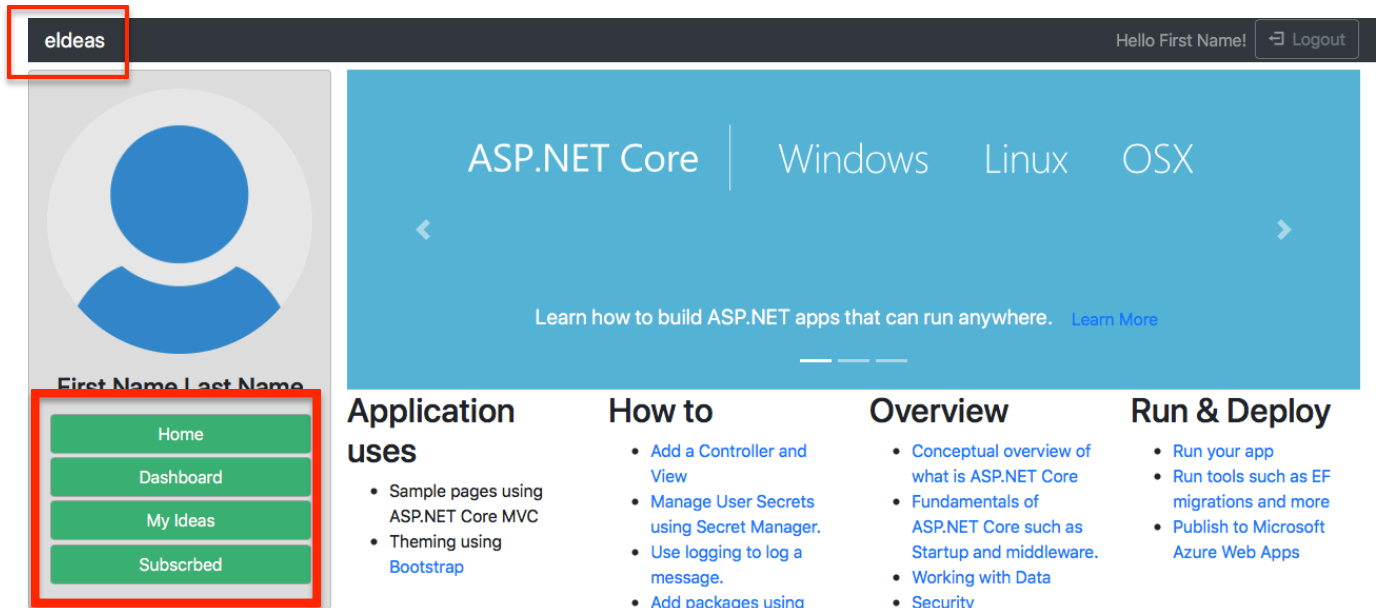 eIdeas
Hello First Name!
Logout
ASP.NET Core
Windows
Linux
OSX
Learn how to build ASP.NET apps that can run anywhere.
Learn More
First Name Last Name
Home
Dashboard
My Ideas
Subscrbed
Application
uses
Sample pages using
ASP.NET Core MVC
Theming using
Bootstrap
How to
Add a Controller and
View
Manage User Secrets
using Secret Manager.
Use logging to log a
message.
Add packages using
Overview
Conceptual overview of
what is ASP.NET Core
Fundamentals of
ASP.NET Core such as
Startup and middleware.
Working with Data
Security
Run & Deploy
Run your app
Run tools such as EF
migrations and more
Publish to Microsoft
Azure Web Apps